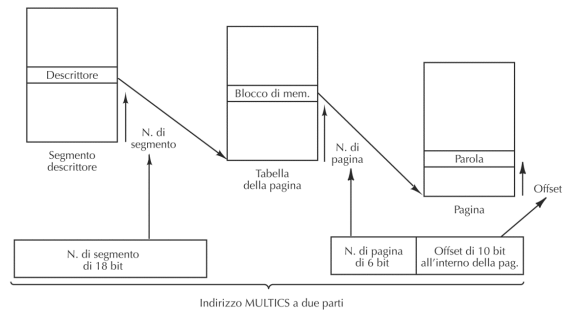 Descrittore
Blocco di mem.
N. di
segmento
N. di
pagina
Parola
Segmento
descrittore
Tabella
della pagina
Offset
Pagina
N. di segmento
di 18 bit
N. di pagina
di 6 bit
Offset di 10 bit
all'interno della pag.
Indirizzo MULTICS a due parti